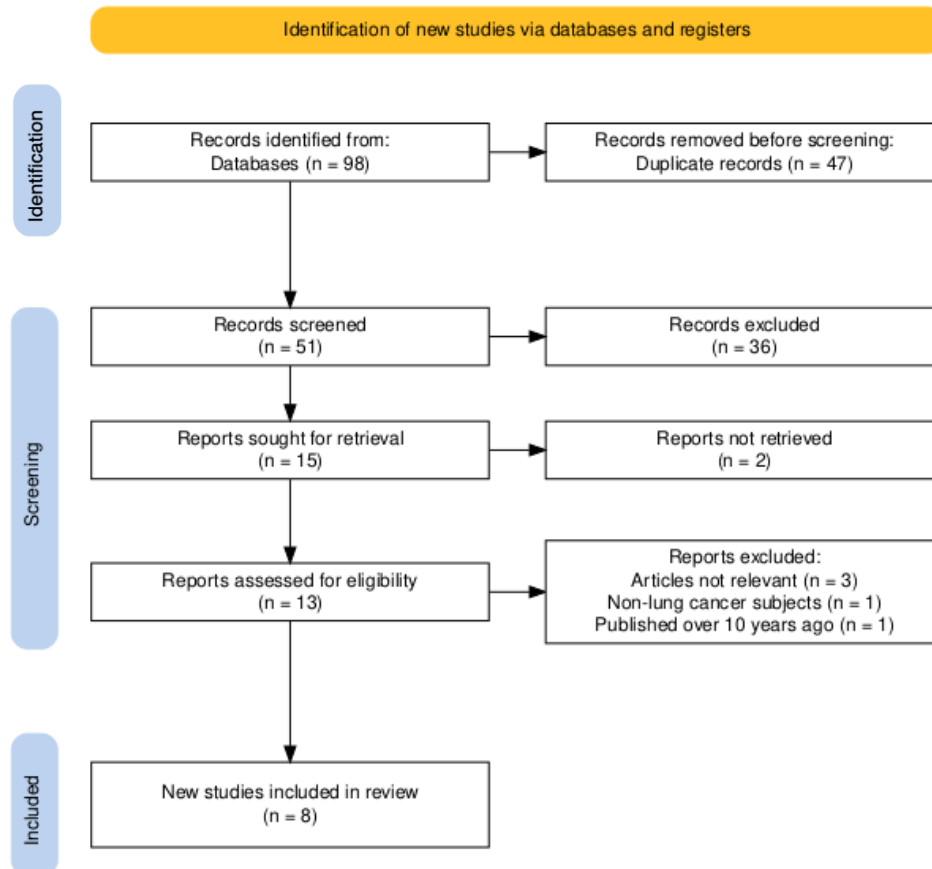 Identification of new studies via databases and registers
Identification
Records identified from:
Databases (n = 98)
Records removed before screening:
Duplicate records (n = 47)
Screening
Records screened
(n = 51)
Records excluded
(n = 36)
Reports sought for retrieval
(n = 15)
Reports not retrieved
(n = 2)
Reports assessed for eligibility
(n = 13)
Reports excluded:
Articles not relevant (n = 3)
Non-lung cancer subjects (n = 1)
Published over 10 years ago (n = 1)
Included
New studies included in review
(n = 8)